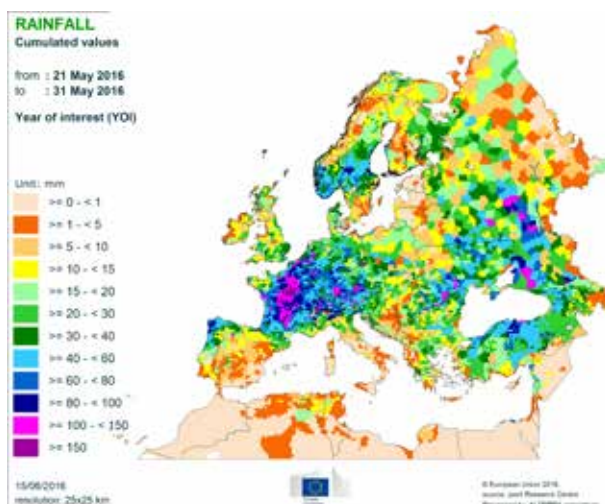 RAINFALL
Cumulated values
from : 21 May 2016
to : 31 May 2016
Year of interest (YOI)
Unit: mm
>= 0 - < 1
>= 1 - < 5
>= 5 - < 10
>= 10 - < 15
>= 15 - < 20
>= 20 - < 30
>= 30 - < 40
>= 40 - < 60
>= 60 - < 80
>= 80 - < 100
>= 100 - < 150
>= 150
15/06/2016
resolution: 25x25 km
© European Union 2016
source: Joint Research Centre